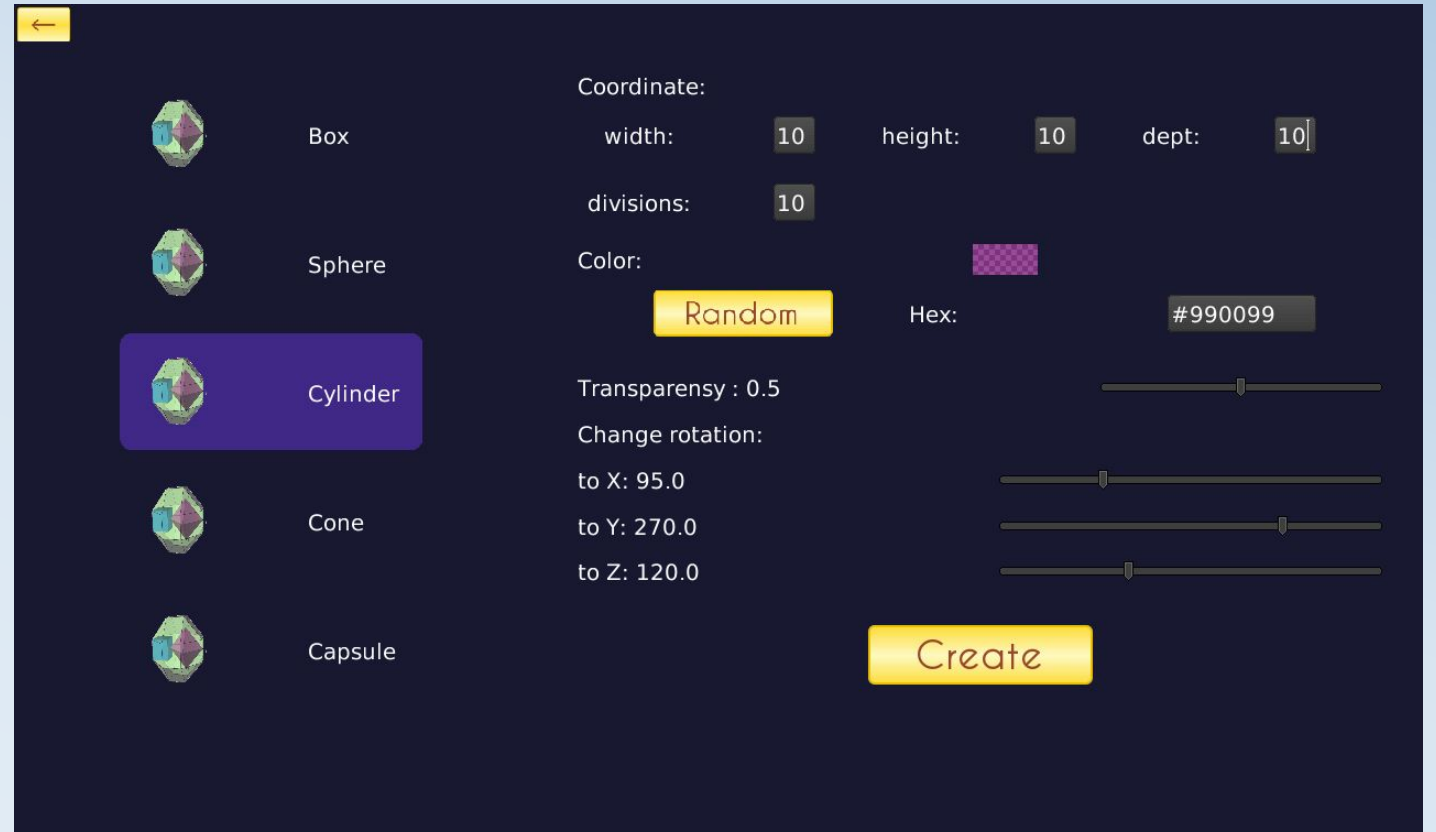 ←
Box
Sphere
Cylinder
Cone
Capsule
Coordinate:
width: 10 height: 10 dept: 10
divisions: 10
Color:
Random Hex: #990099
Transparensy : 0.5
Change rotation:
to X: 95.0
to Y: 270.0
to Z: 120.0
Create